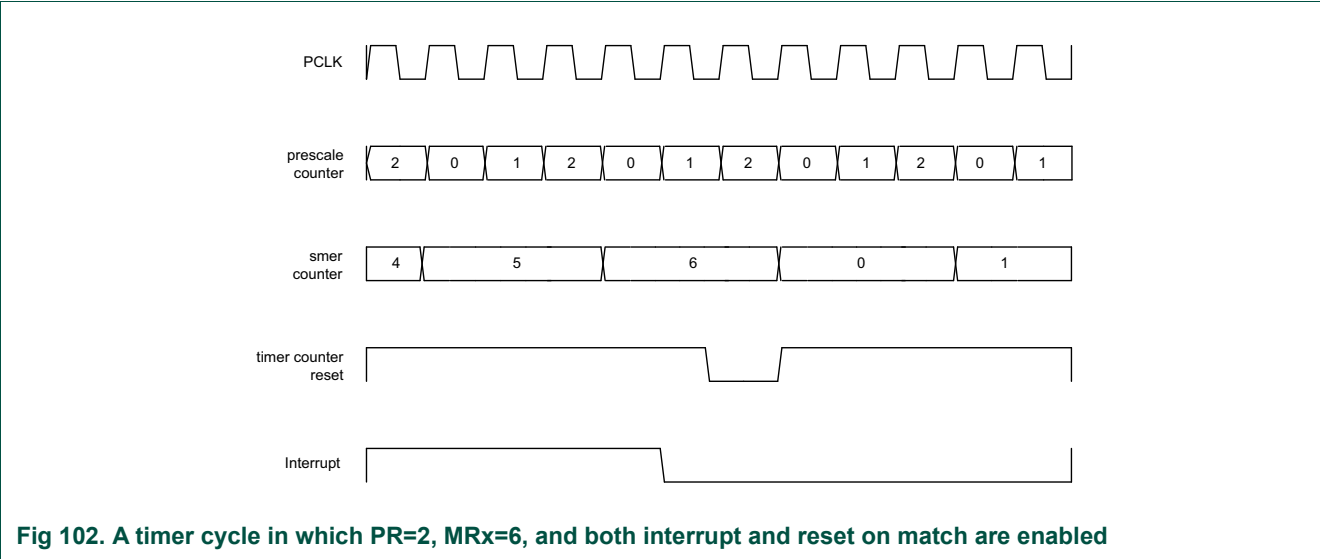 PCLK
prescale
counter
2 0 1 2 0 1 2 0 1 2 0 1
smer
counter
4 5 6 0 1
timer counter
reset
Interrupt
Fig 102. A timer cycle in which PR=2, MRx=6, and both interrupt and reset on match are enabled